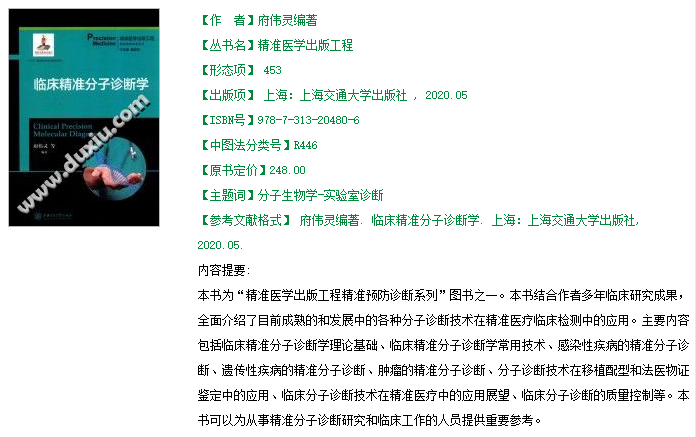 Precision
Medicine
精准医学出版工程
临床精准分子诊断学
Clinical Precision
Molecular Diagno
www.duxiu.com
【作　者】府伟灵编著
【丛书名】精准医学出版工程
【形态项】 453
【出版项】 上海：上海交通大学出版社 , 2020.05
【ISBN号】978-7-313-20480-6
【中图法分类号】R446
【原书定价】248.00
【主题词】分子生物学-实验室诊断
【参考文献格式】 府伟灵编著. 临床精准分子诊断学. 上海：上海交通大学出版社,
2020.05.
内容提要:
本书为“精准医学出版工程精准预防诊断系列”图书之一。本书结合作者多年临床研究成果，
全面介绍了目前成熟的和发展中的各种分子诊断技术在精准医疗临床检测中的应用。主要内容
包括临床精准分子诊断学理论基础、临床精准分子诊断学常用技术、感染性疾病的精准分子诊
断、遗传性疾病的精准分子诊断、肿瘤的精准分子诊断、分子诊断技术在移植配型和法医物证
鉴定中的应用、临床分子诊断技术在精准医疗中的应用展望、临床分子诊断的质量控制等。本
书可以为从事精准分子诊断研究和临床工作的人员提供重要参考。